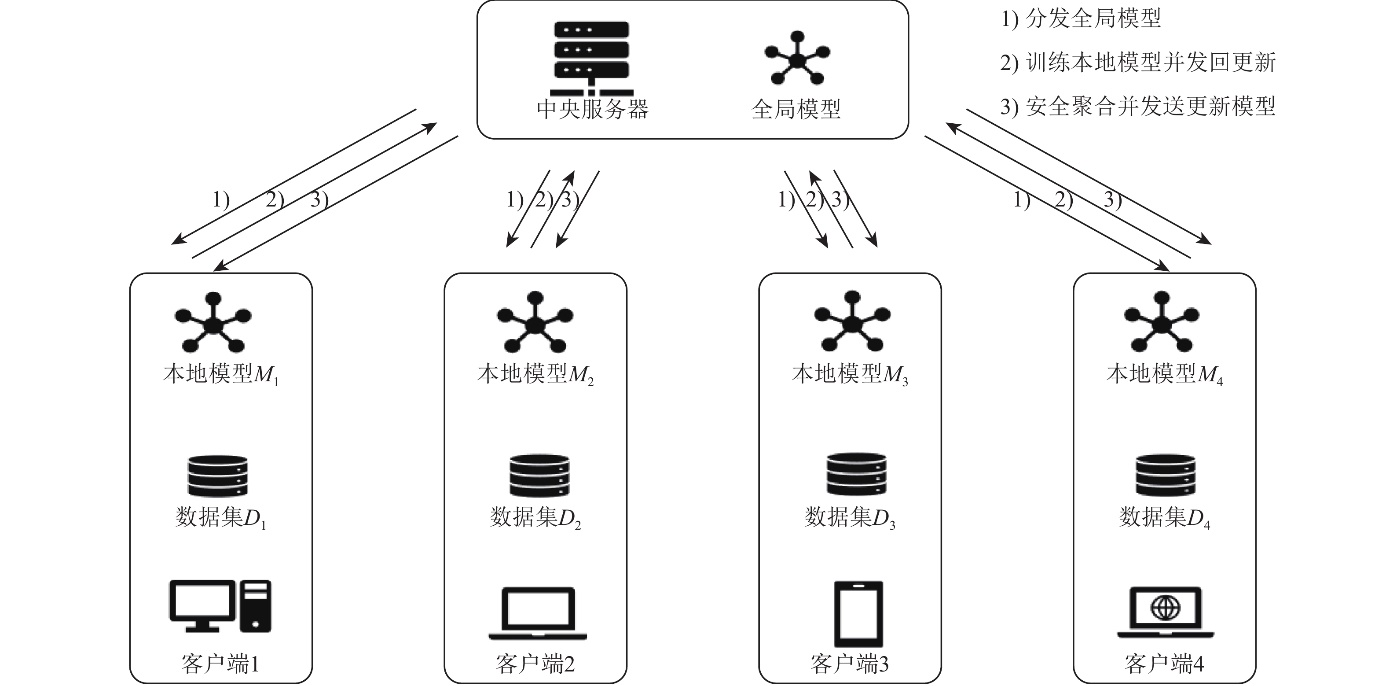 1) 分发全局模型
2) 训练本地模型并发回更新
3) 安全聚合并发送更新模型
中央服务器 全局模型
1) 2) 3) 1) 2) 3) 1) 2) 3) 1) 2) 3)
本地模型M1 本地模型M2 本地模型M3 本地模型M4
数据集D1 数据集D2 数据集D3 数据集D4
客户端1 客户端2 客户端3 客户端4